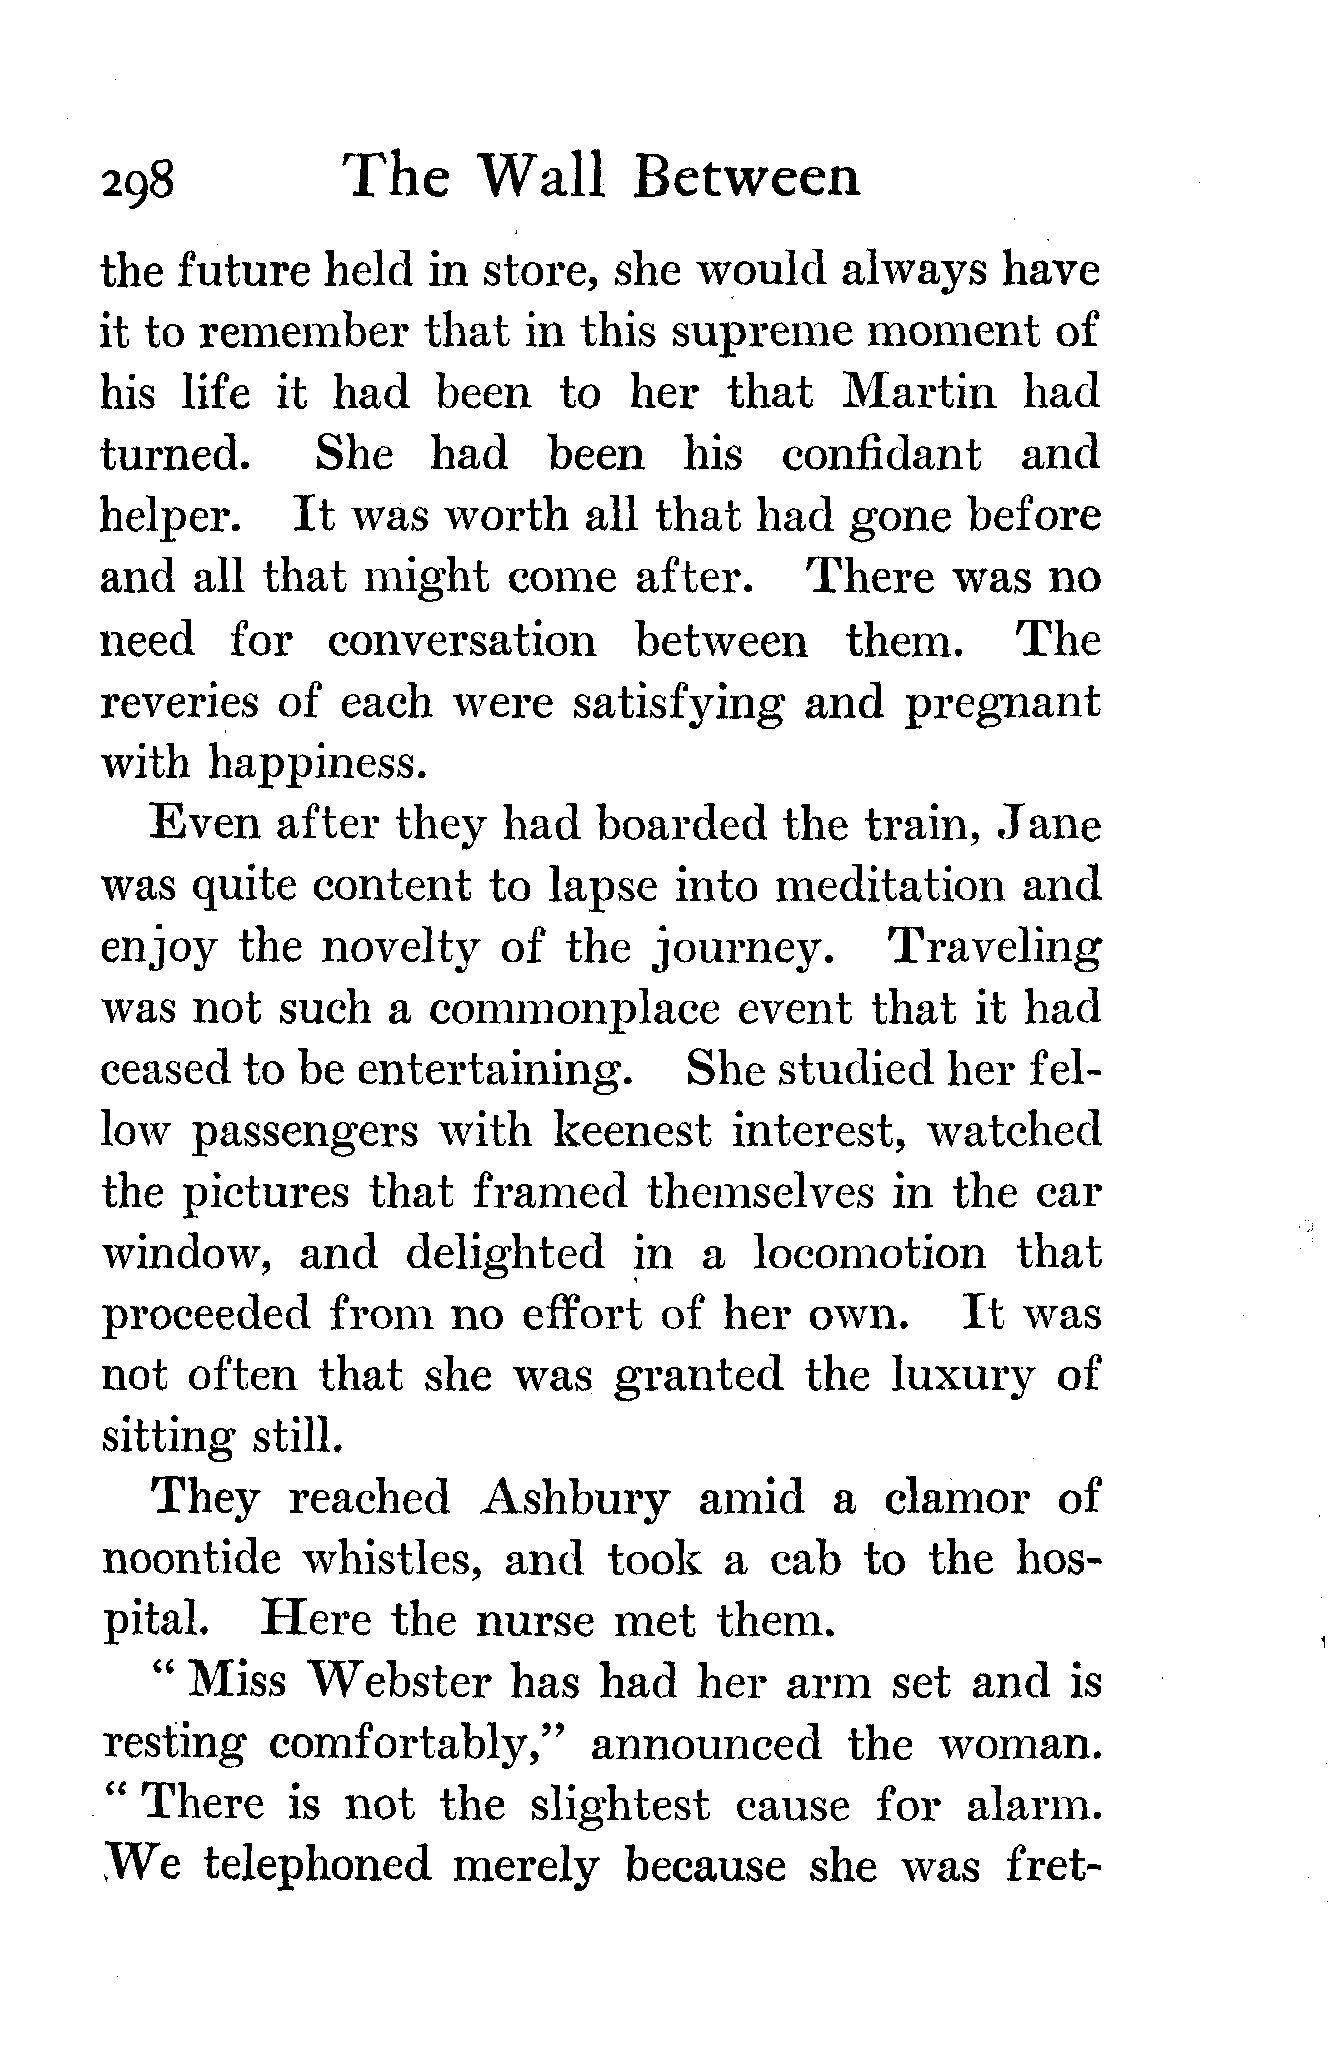 298 The Wall Between
the future held in store, she would always have
it to remember that in this supreme moment of
his life it had been to her that Martin had
turned. She had been his confidant and
helper. It was worth all that had gone before
and all that might come after. There was no
need for conversation between them. The
reveries of each were satisfying and pregnant
with happiness.
Even after they had boarded the train, Jane
was quite content to lapse into meditation and
enjoy the novelty of the journey. Traveling
was not such a commonplace event that it had
ceased to be entertaining. She studied her fel-
low passengers with keenest interest, watched
the pictures that framed themselves in the car
window, and delighted in a locomotion that
proceeded from no effort of her own. It was
not often that she was granted the luxury of
sitting still.
They reached Ashbury amid a clamor of
noontide whistles, and took a cab to the hos-
pital. Here the nurse met them.
“ Miss Webster has had her arm set and is
resting comfortably,” announced the woman.
“ There is not the slightest cause for alarm.
We telephoned merely because she was fret-